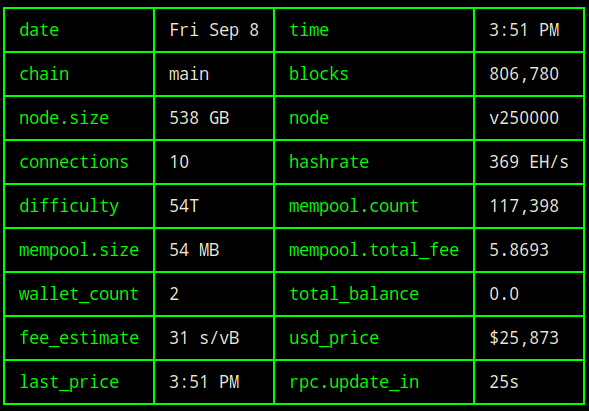 date Fri Sep 8 time 3:51 PM
chain main blocks 806,780
node.size 538 GB node v250000
connections 10 hashrate 369 EH/s
difficulty 54T mempool.count 117,398
mempool.size 54 MB mempool.total_fee 5.8693
wallet_count 2 total_balance 0.0
fee_estimate 31 s/vB usd_price $25,873
last_price 3:51 PM rpc.update_in 25s